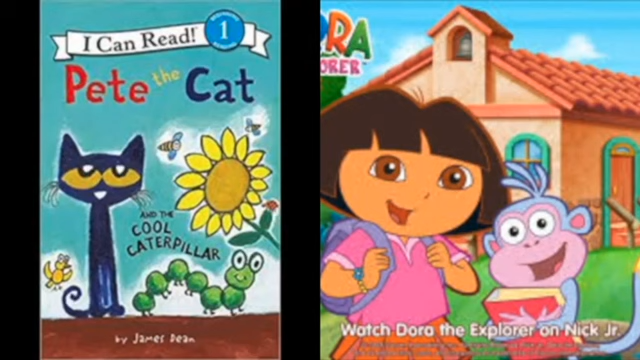 I Can Read!
1
Pete the Cat
AND THE
COOL
CATERPILLAR
by James Dean
ORA
ORER
Watch Dora the Explorer on Nick Jr.